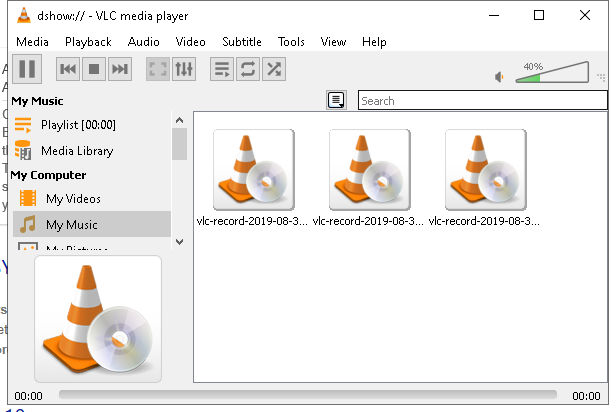 dshow:// - VLC media player
Media Playback Audio Video Subtitle Tools View Help
40%
My Music
Search
Playlist [00:00]
Media Library
My Computer
My Videos
My Music
My Pictures
vlc-record-2019-08-3... vlc-record-2019-08-3... vlc-record-2019-08-3...
00:00 00:00